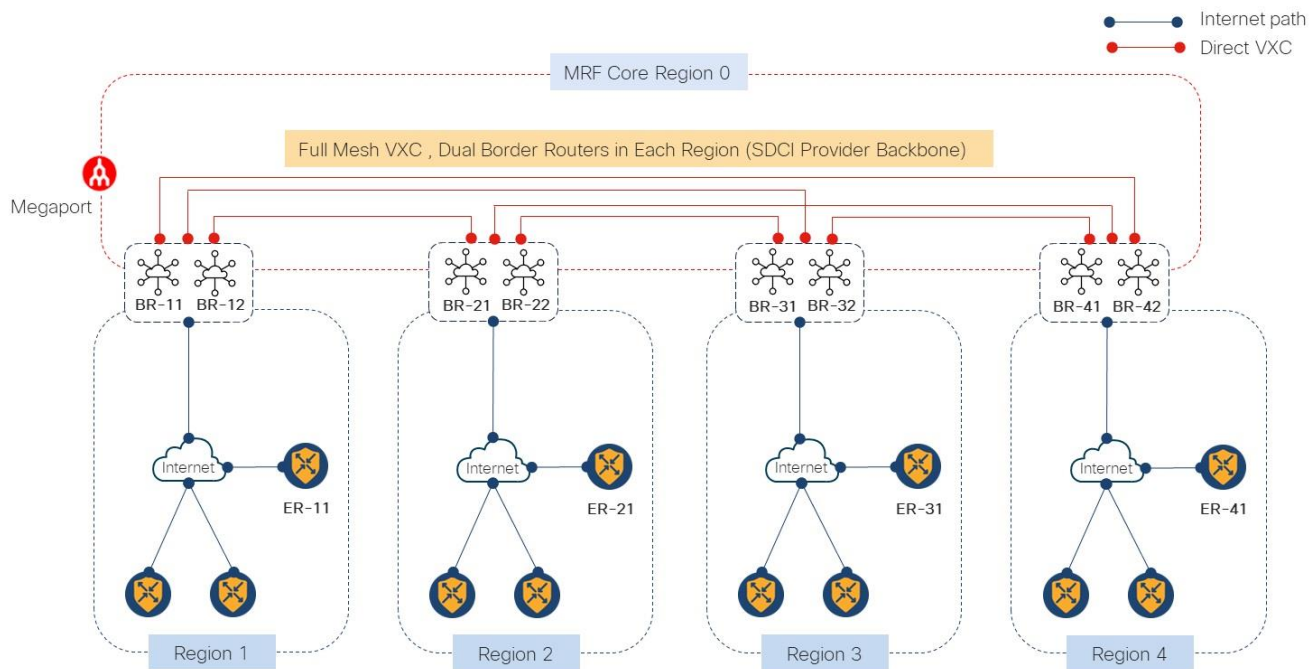 Internet path
Direct VXC
MRF Core Region 0
Full Mesh VXC , Dual Border Routers in Each Region (SDCI Provider Backbone)
Megaport
BR-11 BR-12
BR-21 BR-22
BR-31 BR-32
BR-41 BR-42
Internet
Internet
Internet
Internet
ER-11
ER-21
ER-31
ER-41
Region 1
Region 2
Region 3
Region 4